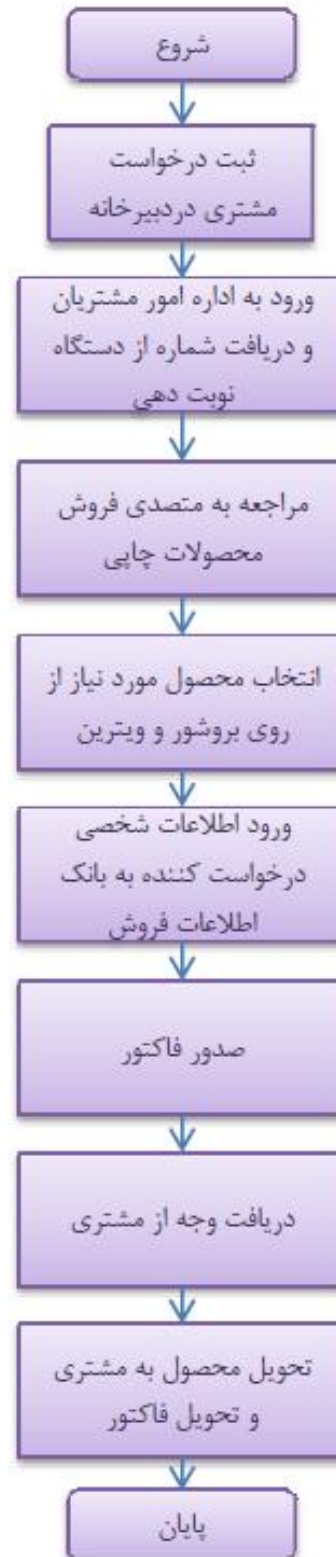 شروع
ثبت درخواست
مشتری دردبیرخانه
ورود به اداره امور مشتریان
و دریافت شماره از دستگاه
نوبت دهی
مراجعه به متصدی فروش
محصولات چاپی
انتخاب محصول مورد نیاز از
روی بروشور و ویترین
ورود اطلاعات شخصی
درخواست کننده به بانک
اطلاعات فروش
صدور فاکتور
دریافت وجه از مشتری
تحویل محصول به مشتری
و تحویل فاکتور
پایان